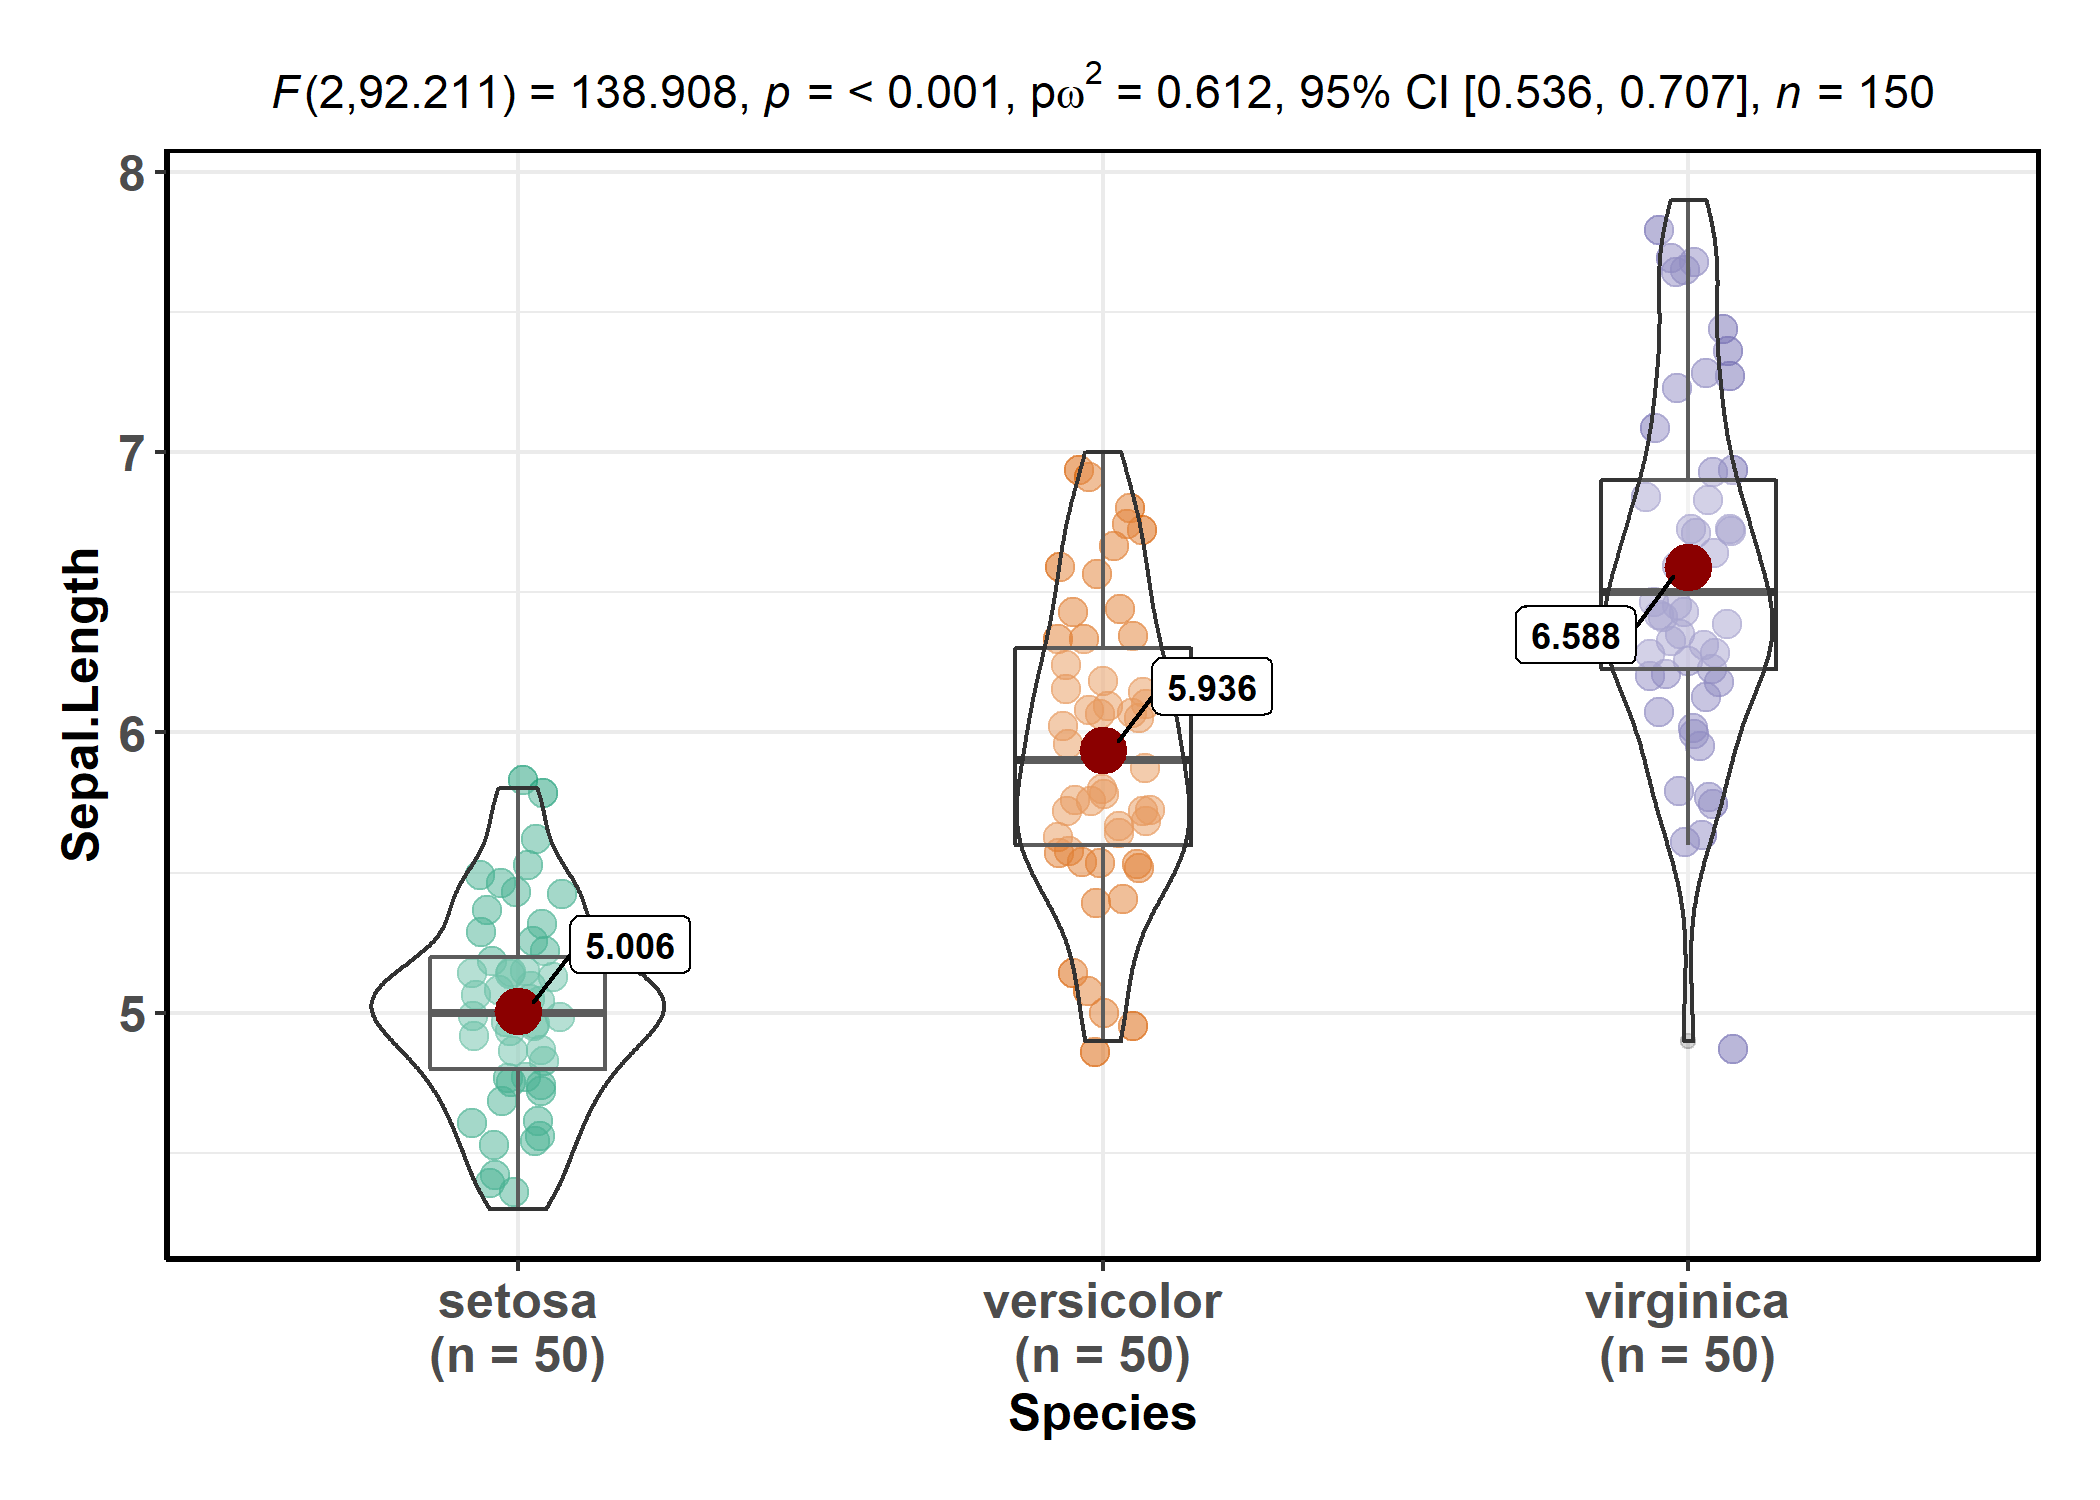 F(2,92.211) = 138.908, p = < 0.001, pω² = 0.612, 95% CI [0.536, 0.707], n = 150
8
7
6
5
Sepal.Length
5.006
5.936
6.588
setosa
(n = 50)
versicolor
(n = 50)
virginica
(n = 50)
Species